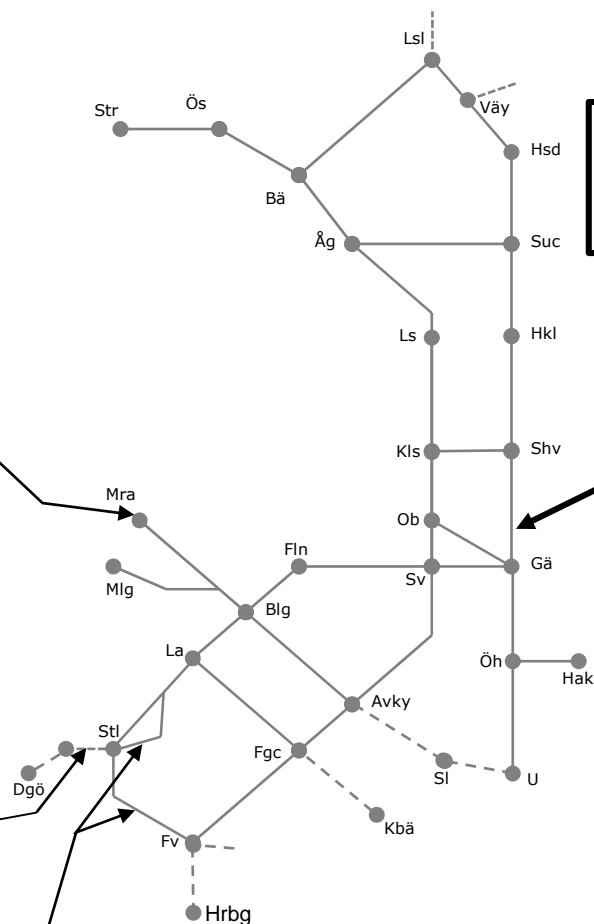 Lsl
Väy
Str
Ös
Hsd
Bä
Åg
Suc
Ls
Hkl
Kls
Shv
Mra
Ob
Fln
Mlg
Sv
Gä
Blg
La
Öh
Hak
Avky
Stl
Fgc
Sl
Dgö
U
Kbä
Fv
Hrbg